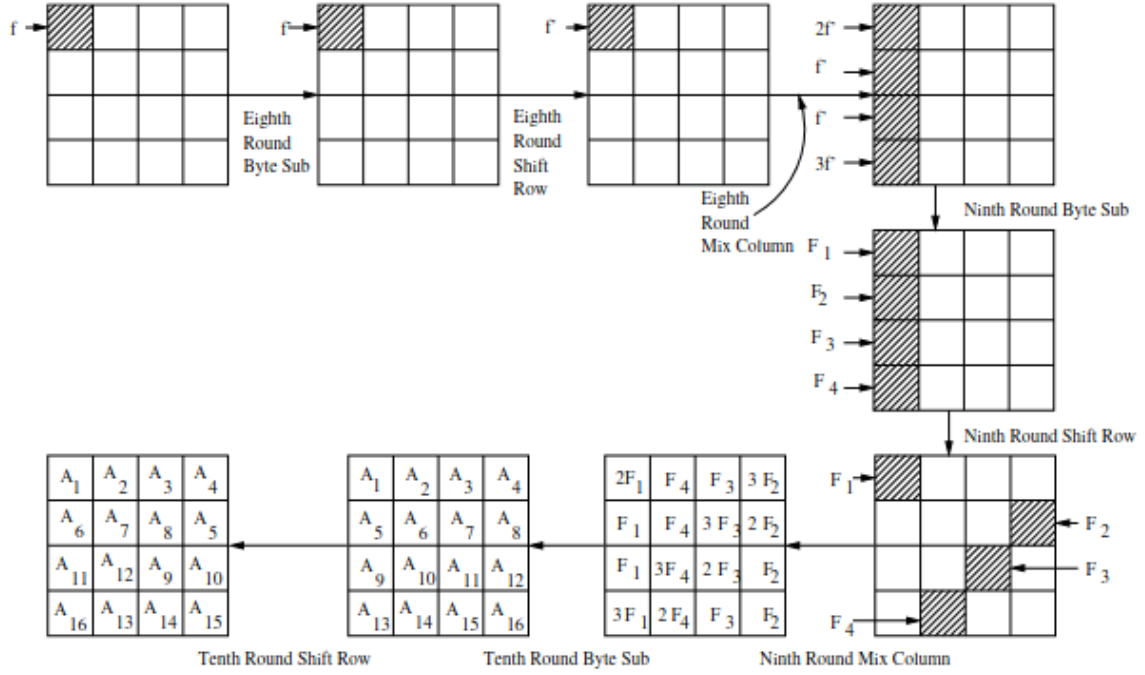 f
f'
f'
2f'
f'
f'
3f'
Eighth
Round
Byte Sub
Eighth
Round
Shift
Row
Eighth
Round
Mix Column
Ninth Round Byte Sub
F1
F2
F3
F4
Ninth Round Shift Row
A1 A2 A3 A4
A6 A7 A8 A5
A11 A12 A9 A10
A16 A13 A14 A15
A1 A2 A3 A4
A5 A6 A7 A8
A9 A10 A11 A12
A13 A14 A15 A16
2F1 F4 F3 3F2
F1 F4 3F3 2F2
F1 3F4 2F3 F2
3F1 2F4 F3 F2
F1
F2
F3
F4
Tenth Round Shift Row
Tenth Round Byte Sub
Ninth Round Mix Column